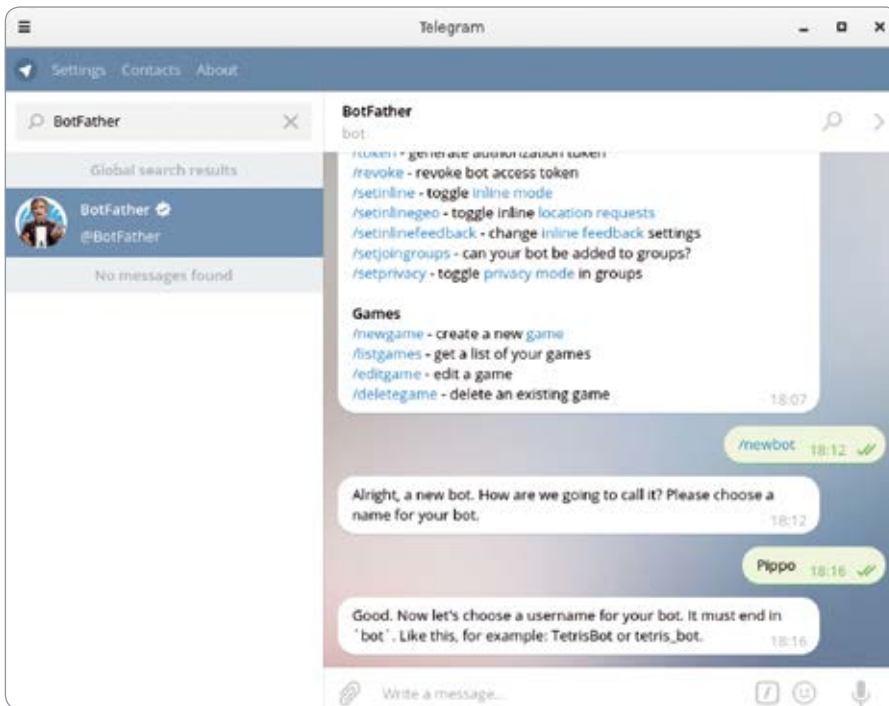 Telegram
Settings Contacts About
BotFather
Global search results
BotFather
@BotFather
No messages found
BotFather
bot
/token - generate authorization token
/revoke - revoke bot access token
/setinline - toggle inline mode
/setinlinegeo - toggle inline location requests
/setinlinefeedback - change inline feedback settings
/setjoingroups - can your bot be added to groups?
/setprivacy - toggle privacy mode in groups
Games
/newgame - create a new game
/listgames - get a list of your games
/editgame - edit a game
/deletegame - delete an existing game
18:07
/newbot 18:12
Alright, a new bot. How are we going to call it? Please choose a
name for your bot.
18:12
Pippo 18:16
Good. Now let's choose a username for your bot. It must end in
`bot`. Like this, for example: TetrisBot or tetris_bot.
18:16
Write a message...